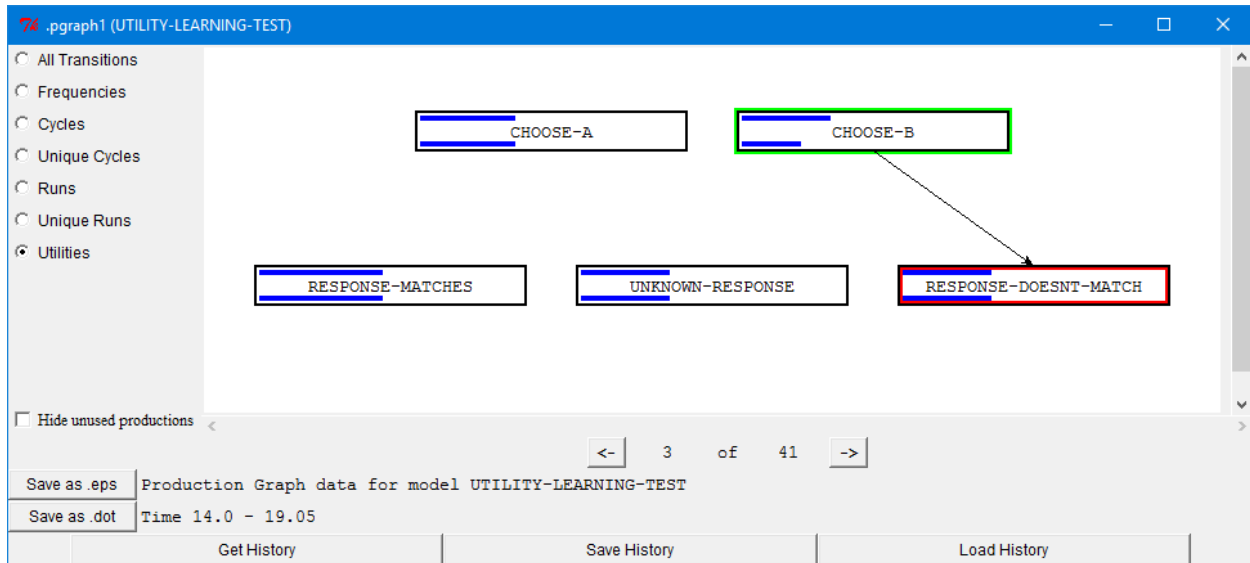 .pgraph1 (UTILITY-LEARNING-TEST)
All Transitions
Frequencies
Cycles
Unique Cycles
Runs
Unique Runs
Utilities
CHOOSE-A
CHOOSE-B
RESPONSE-MATCHES
UNKNOWN-RESPONSE
RESPONSE-DOESNT-MATCH
Hide unused productions
<- 3 of 41 ->
Save as .eps Production Graph data for model UTILITY-LEARNING-TEST
Save as .dot Time 14.0 - 19.05
Get History Save History Load History